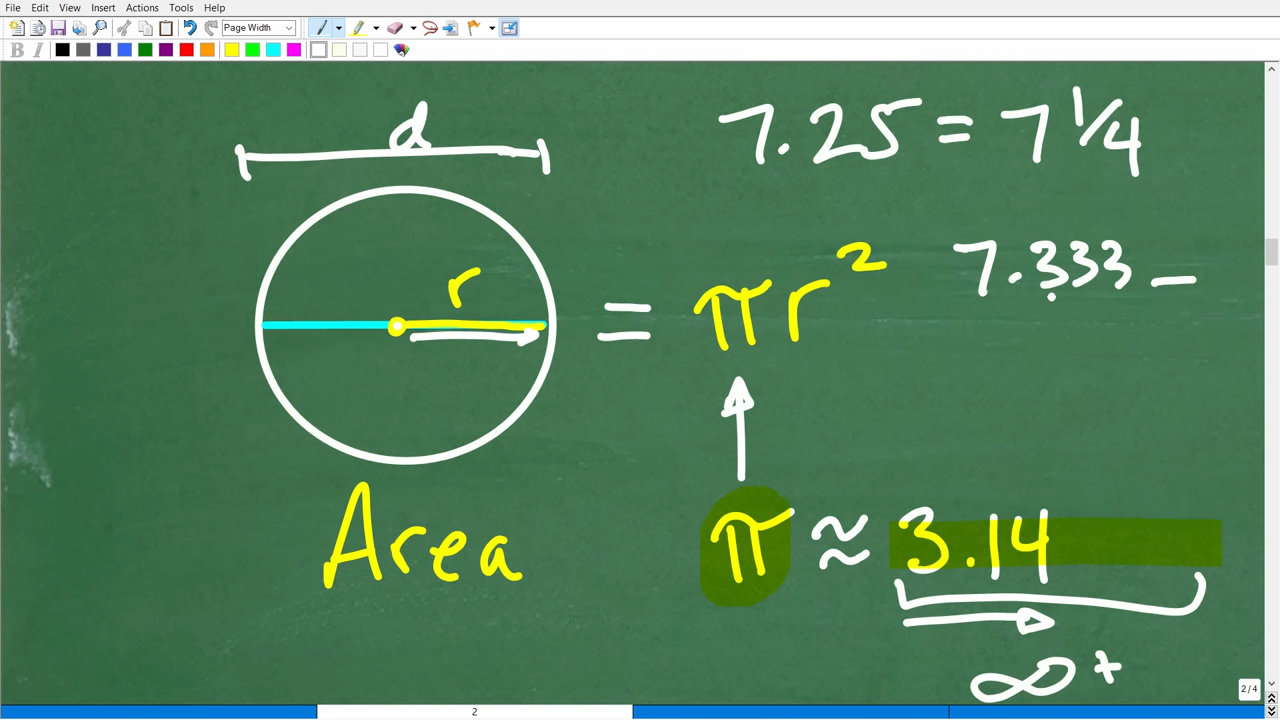 File Edit View Insert Actions Tools Help
Page Width
B I
d
7.25 = 7 1/4
r
= πr²
7.333 _
Area
π ≈ 3.14
∞ +
2 / 4
2